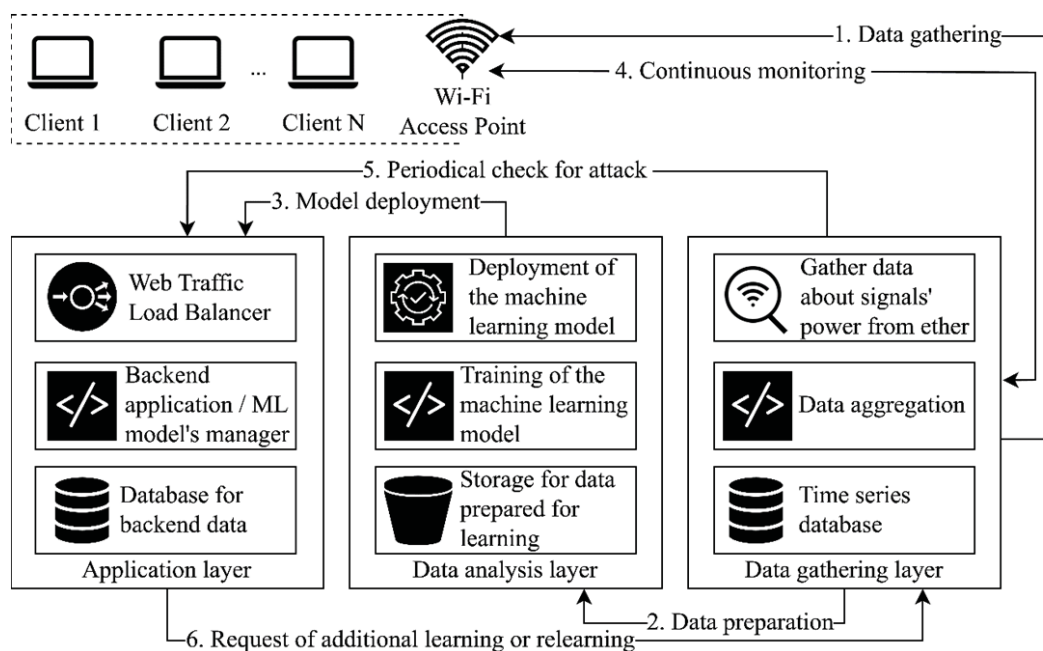 1. Data gathering
4. Continuous monitoring
...
Client 1
Client 2
Client N
Wi-Fi
Access Point
5. Periodical check for attack
3. Model deployment
Web Traffic
Load Balancer
Backend
application / ML
model's manager
Database for
backend data
Application layer
Deployment of
the machine
learning model
Training of the
machine learning
model
Storage for data
prepared for
learning
Data analysis layer
Gather data
about signals'
power from ether
Data aggregation
Time series
database
Data gathering layer
2. Data preparation
6. Request of additional learning or relearning